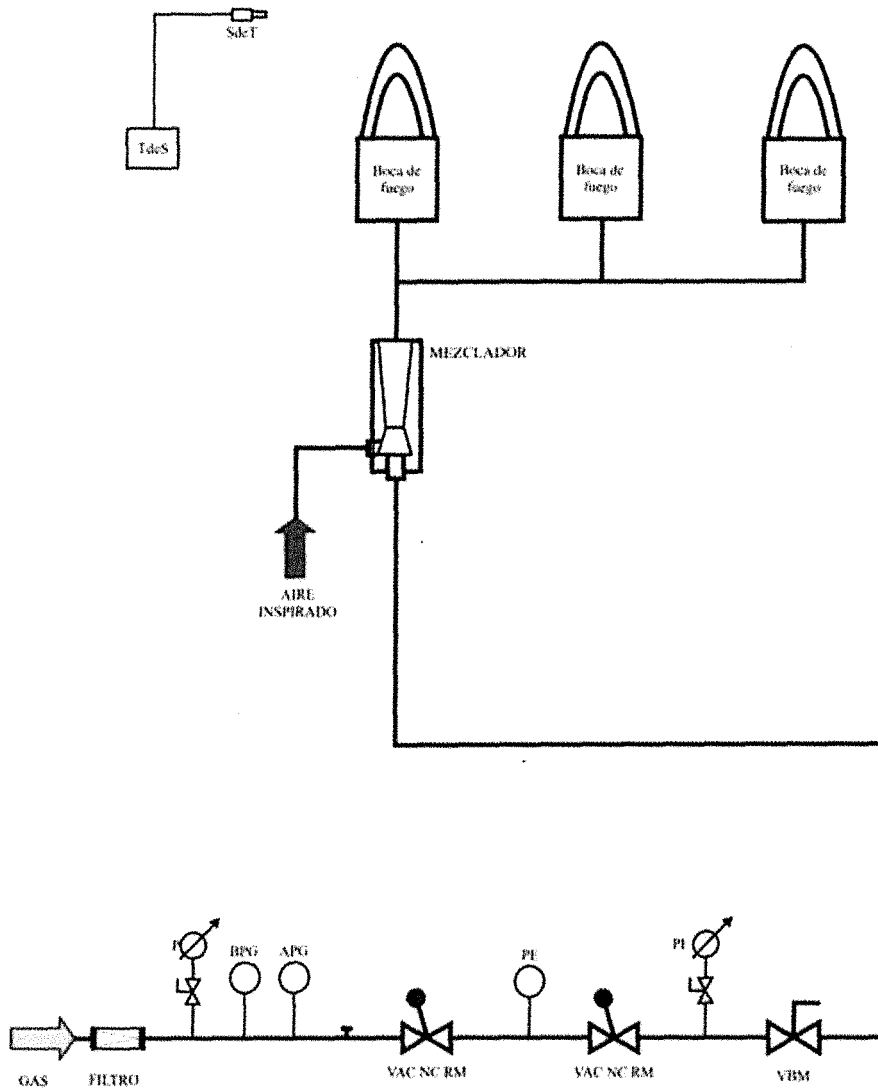 SdeT
TdeS
Boca de
fuego
Boca de
fuego
Boca de
fuego
MEZCLADOR
AIRE
INSPIRADO
BPG
APG
PE
PI
GAS
FILTRO
VAC NC RM
VAC NC RM
VBM